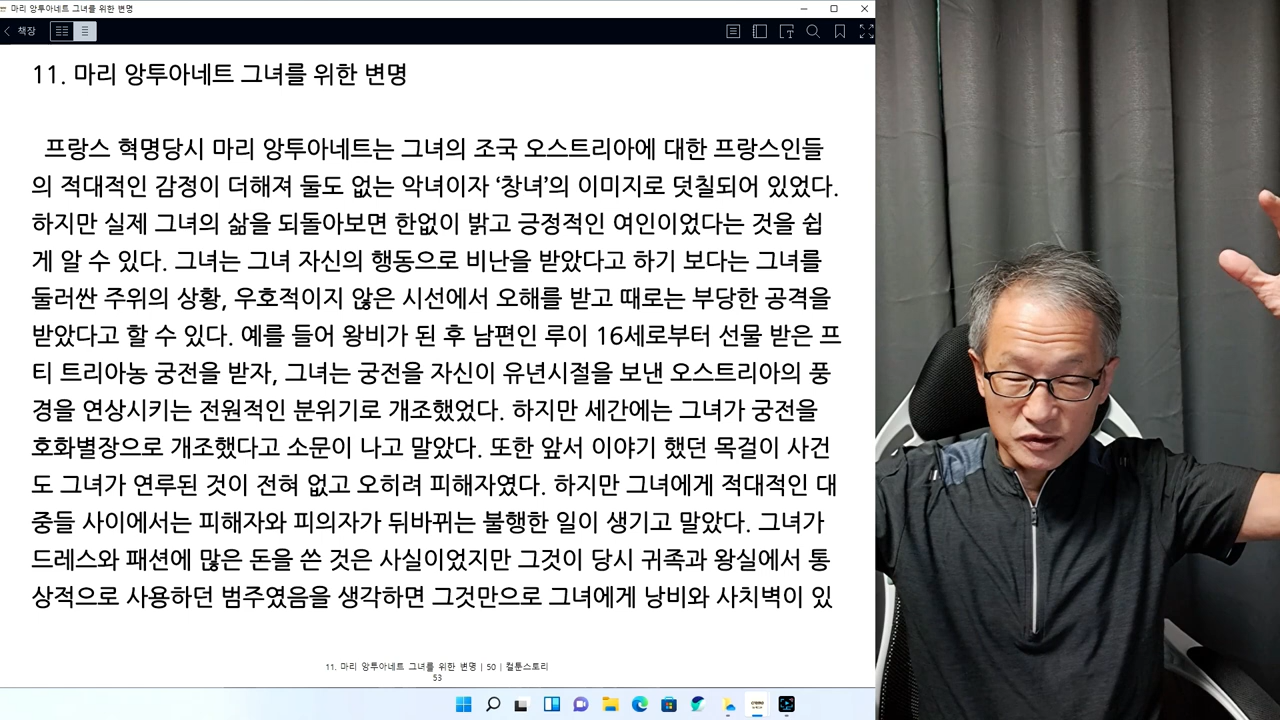 마리 앙투아네트 그녀를 위한 변명
책장
11. 마리 앙투아네트 그녀를 위한 변명
프랑스 혁명당시 마리 앙투아네트는 그녀의 조국 오스트리아에 대한 프랑스인들
의 적대적인 감정이 더해져 둘도 없는 악녀이자 ‘창녀’의 이미지로 덧칠되어 있었다.
하지만 실제 그녀의 삶을 되돌아보면 한없이 밝고 긍정적인 여인이었다는 것을 쉽
게 알 수 있다. 그녀는 그녀 자신의 행동으로 비난을 받았다고 하기 보다는 그녀를
둘러싼 주위의 상황, 우호적이지 않은 시선에서 오해를 받고 때로는 부당한 공격을
받았다고 할 수 있다. 예를 들어 왕비가 된 후 남편인 루이 16세로부터 선물 받은 프
티 트리아농 궁전을 받자, 그녀는 궁전을 자신이 유년시절을 보낸 오스트리아의 풍
경을 연상시키는 전원적인 분위기로 개조했었다. 하지만 세간에는 그녀가 궁전을
호화별장으로 개조했다고 소문이 나고 말았다. 또한 앞서 이야기 했던 목걸이 사건
도 그녀가 연루된 것이 전혀 없고 오히려 피해자였다. 하지만 그녀에게 적대적인 대
중들 사이에서는 피해자와 피의자가 뒤바뀌는 불행한 일이 생기고 말았다. 그녀가
드레스와 패션에 많은 돈을 쓴 것은 사실이었지만 그것이 당시 귀족과 왕실에서 통
상적으로 사용하던 범주였음을 생각하면 그것만으로 그녀에게 낭비와 사치벽이 있
11. 마리 앙투아네트 그녀를 위한 변명 | 50 | 컬툰스토리
53